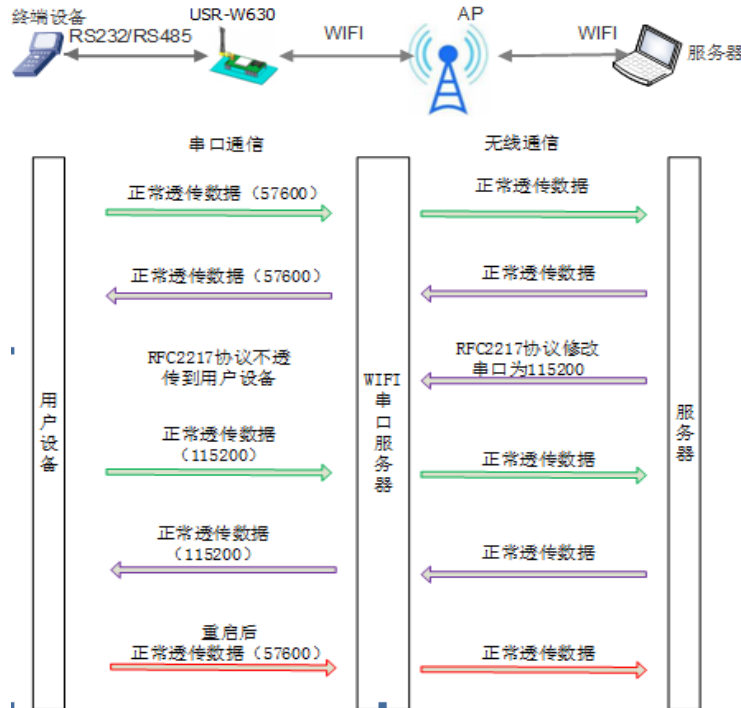 终端设备
USR-W630
AP
RS232/RS485
WIFI
WIFI
服务器
串口通信
无线通信
正常透传数据（57600）
正常透传数据
正常透传数据（57600）
正常透传数据
RFC2217协议不透
传到用户设备
RFC2217协议修改
串口为115200
用户设备
WIFI串口服务器
服务器
正常透传数据
（115200）
正常透传数据
正常透传数据
（115200）
正常透传数据
重启后
正常透传数据（57600）
正常透传数据